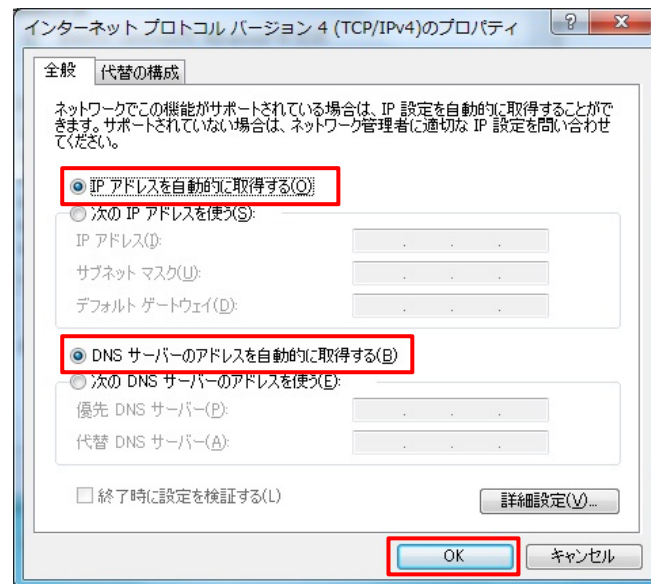 インターネット プロトコル バージョン 4 (TCP/IPv4)のプロパティ
全般
代替の構成
ネットワークでこの機能がサポートされている場合は、IP 設定を自動的に取得することがで
きます。サポートされていない場合は、ネットワーク管理者に適切な IP 設定を問い合わせ
てください。
IP アドレスを自動的に取得する(O)
次の IP アドレスを使う(S):
IP アドレス(I):
サブネット マスク(U):
デフォルト ゲートウェイ(D):
DNS サーバーのアドレスを自動的に取得する(B)
次の DNS サーバーのアドレスを使う(E):
優先 DNS サーバー(P):
代替 DNS サーバー(A):
終了時に設定を検証する(L)
詳細設定(V)...
OK
キャンセル